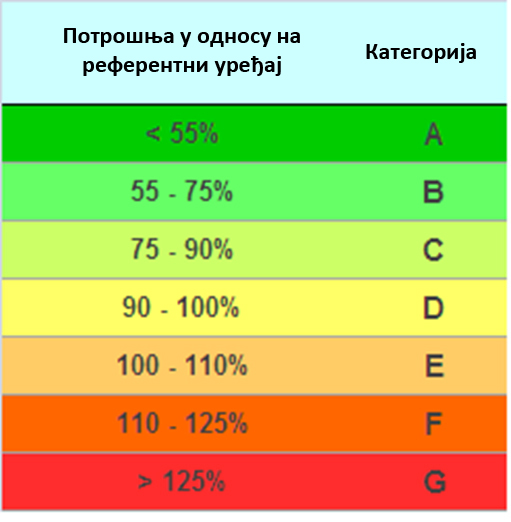 Потрошња у односу на
референтни уређај
Категорија
< 55% A
55 - 75% B
75 - 90% C
90 - 100% D
100 - 110% E
110 - 125% F
> 125% G